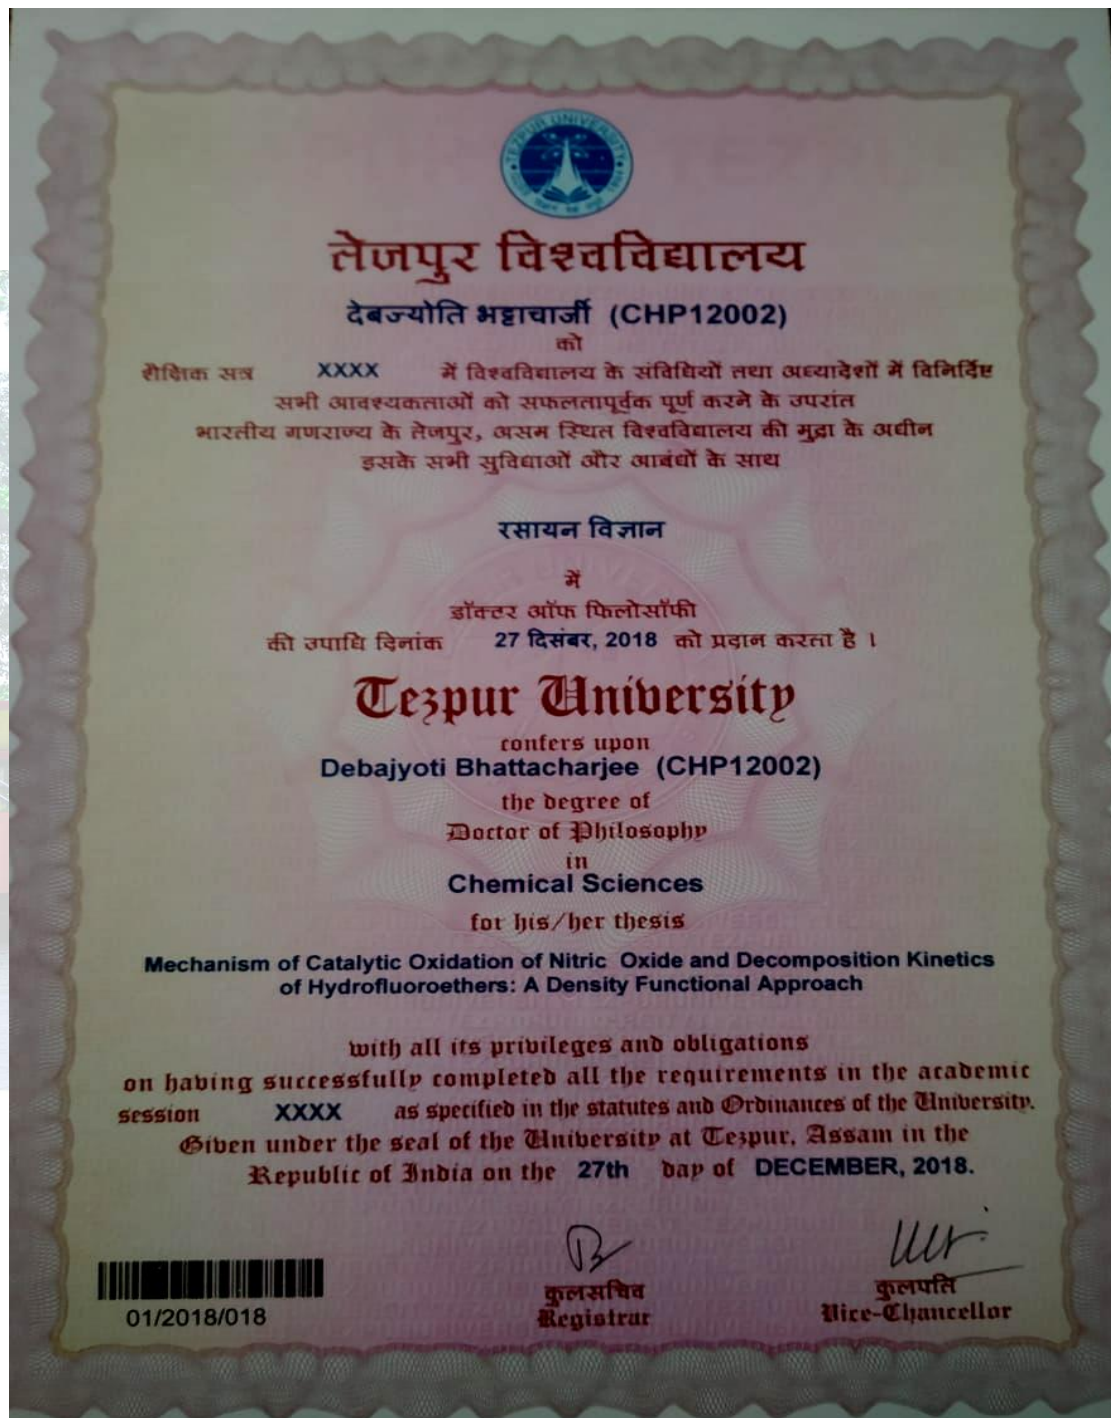 TEZPUR UNIVERSITY
तेजपुर विश्वविद्यालय
देबज्योति भट्टाचार्जी (CHP12002)
को
शैक्षिक सत्र XXXX में विश्वविद्यालय के संविधियों तथा अध्यादेशों में विनिर्दिष्ट
सभी आवश्यकताओं को सफलतापूर्वक पूर्ण करने के उपरांत
भारतीय गणराज्य के तेजपुर, असम स्थित विश्वविद्यालय की मुद्रा के अधीन
इसके सभी सुविधाओं और आबंधों के साथ
रसायन विज्ञान
में
डॉक्टर ऑफ फिलोसॉफी
की उपाधि दिनांक 27 दिसंबर, 2018 को प्रदान करता है ।
Tezpur University
confers upon
Debajyoti Bhattacharjee (CHP12002)
the degree of
Doctor of Philosophy
in
Chemical Sciences
for his/her thesis
Mechanism of Catalytic Oxidation of Nitric Oxide and Decomposition Kinetics
of Hydrofluoroethers: A Density Functional Approach
with all its privileges and obligations
on having successfully completed all the requirements in the academic
session XXXX as specified in the statutes and Ordinances of the University.
Given under the seal of the University at Tezpur, Assam in the
Republic of India on the 27th day of DECEMBER, 2018.
01/2018/018
कुलसचिव
Registrar
कुलपति
Vice-Chancellor